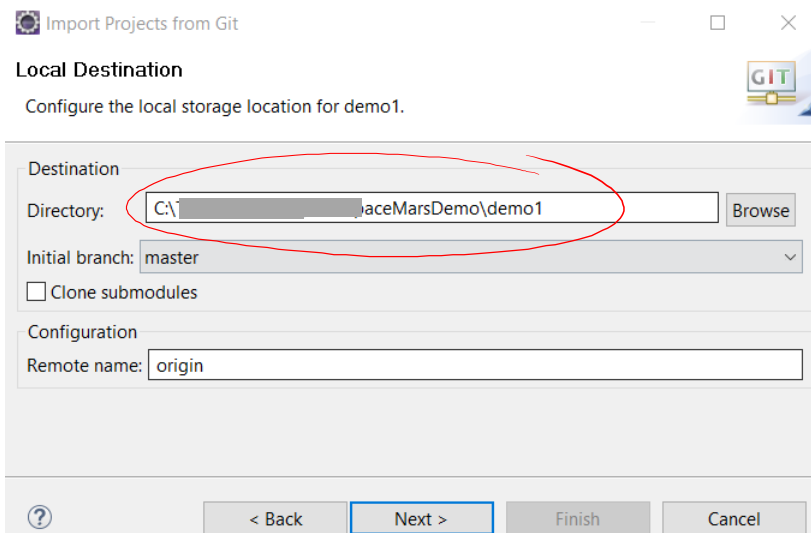 Import Projects from Git
Local Destination
GIT
Configure the local storage location for demo1.
Destination
Directory: C:\ paceMarsDemo\demo1 Browse
Initial branch: master
Clone submodules
Configuration
Remote name: origin
? < Back Next > Finish Cancel